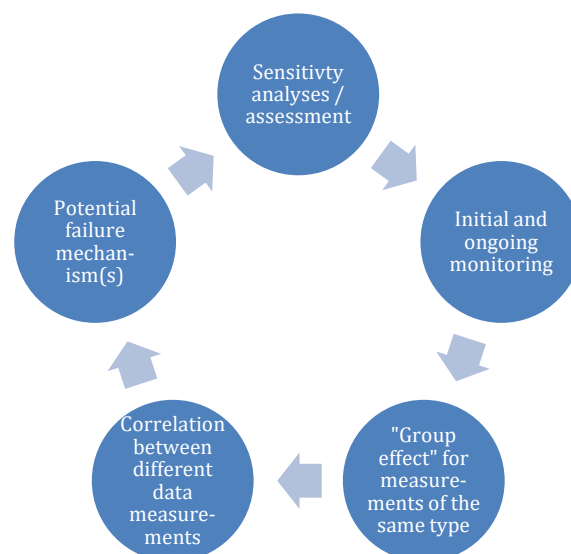 Sensitivty
analyses /
assessment
Initial and
ongoing
monitoring
"Group
effect" for
measure-
ments of the
same type
Correlation
between
different
data
measure-
ments
Potential
failure
mechan-
ism(s)